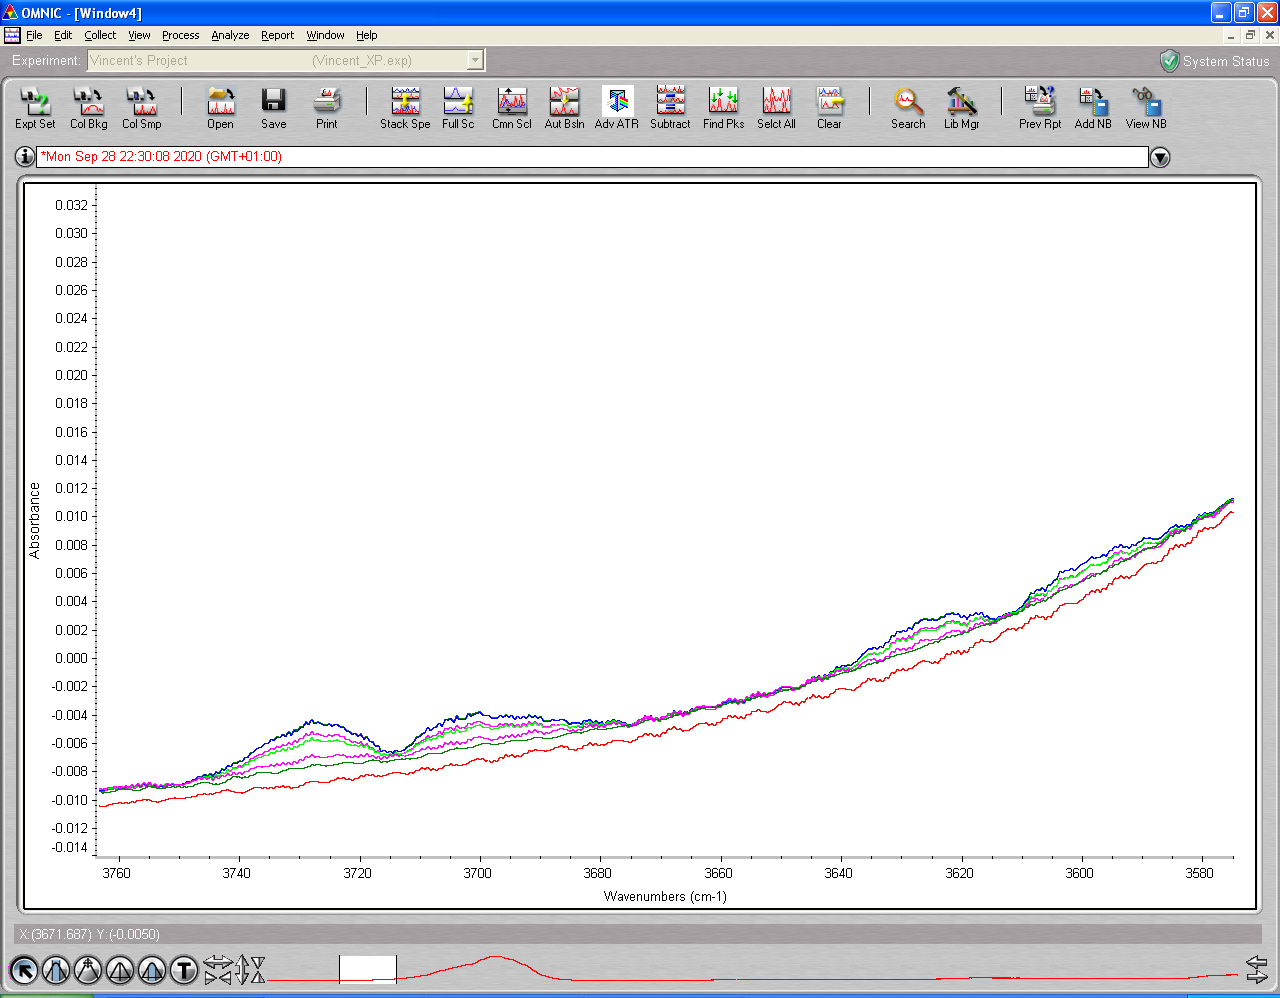 OMNIC - [Window4]
File Edit Collect View Process Analyze Report Window Help
Experiment: Vincent's Project (Vincent_XP.exp) System Status
Expt Set Col Bkg Col Smp Open Save Print Stack Spe Full Sc Cmn Scl Aut Bsln Adv ATR Subtract Find Pks Selct All Clear Search Lib Mgr Prev Rpt Add NB View NB
*Mon Sep 28 22:30:08 2020 (GMT+01:00)
0.032
0.030
0.028
0.026
0.024
0.022
0.020
0.018
0.016
0.014
0.012
0.010
0.008
0.006
0.004
0.002
0.000
-0.002
-0.004
-0.006
-0.008
-0.010
-0.012
-0.014
Absorbance
3760 3740 3720 3700 3680 3660 3640 3620 3600 3580
Wavenumbers (cm-1)
X:(3671.687) Y:(-0.0050)
T